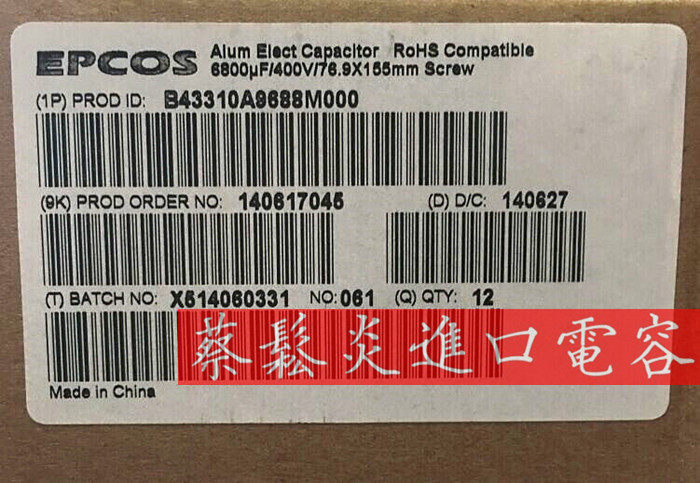 EPCOS Alum Elect Capacitor RoHS Compatible
6800µF/400V/76.9X155mm Screw
(1P) PROD ID: B43310A9688M000
(9K) PROD ORDER NO: 140617045 (D) D/C: 140627
(T) BATCH NO: X514060331 NO: 061 (Q) QTY: 12
蔡鬆炎進口電容
Made in China